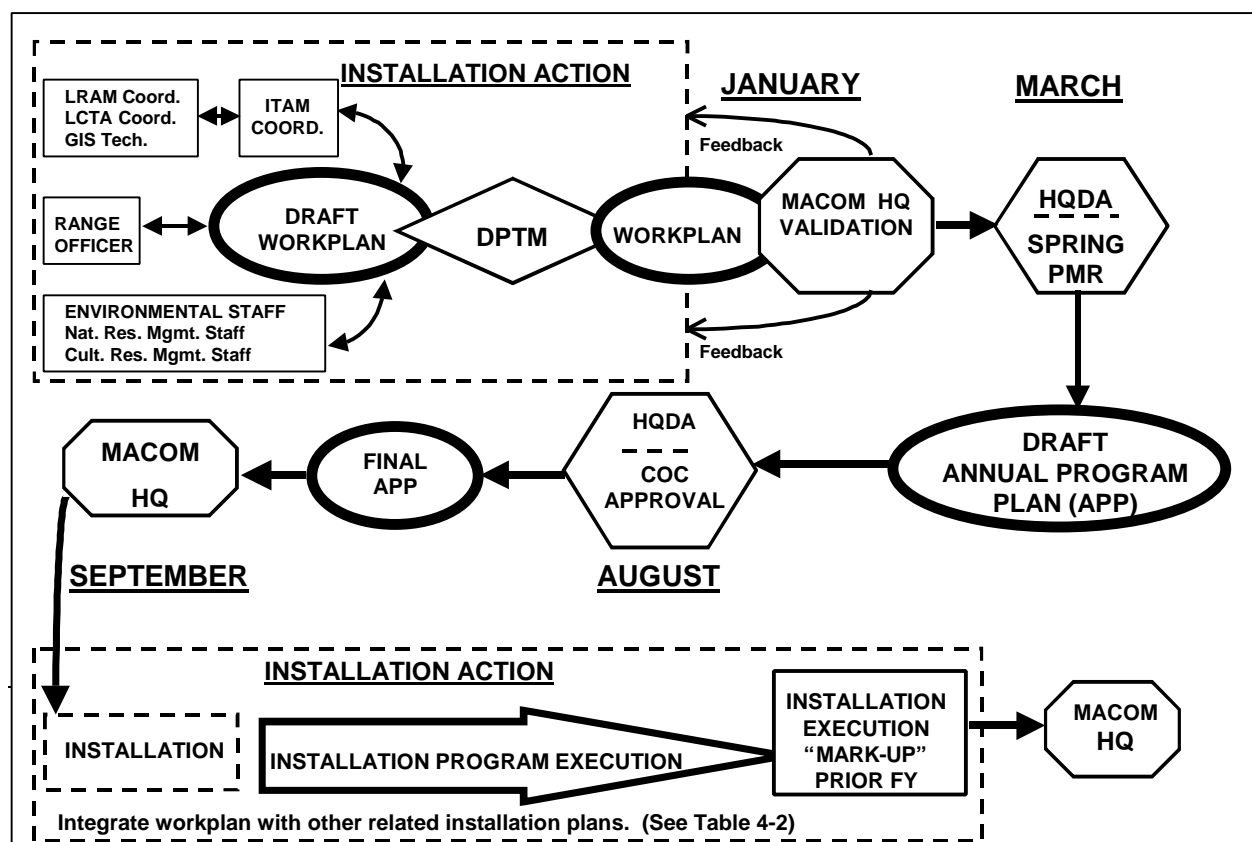 INSTALLATION ACTION
JANUARY
MARCH
LRAM Coord.
LCTA Coord.
GIS Tech.
ITAM
COORD.
Feedback
RANGE
OFFICER
DRAFT
WORKPLAN
DPTM
WORKPLAN
MACOM HQ
VALIDATION
HQDA
SPRING
PMR
ENVIRONMENTAL STAFF
Nat. Res. Mgmt. Staff
Cult. Res. Mgmt. Staff
Feedback
MACOM
HQ
FINAL
APP
HQDA
COC
APPROVAL
DRAFT
ANNUAL PROGRAM
PLAN (APP)
SEPTEMBER
AUGUST
INSTALLATION ACTION
INSTALLATION
INSTALLATION PROGRAM EXECUTION
INSTALLATION
EXECUTION
“MARK-UP”
PRIOR FY
MACOM
HQ
Integrate workplan with other related installation plans. (See Table 4-2)